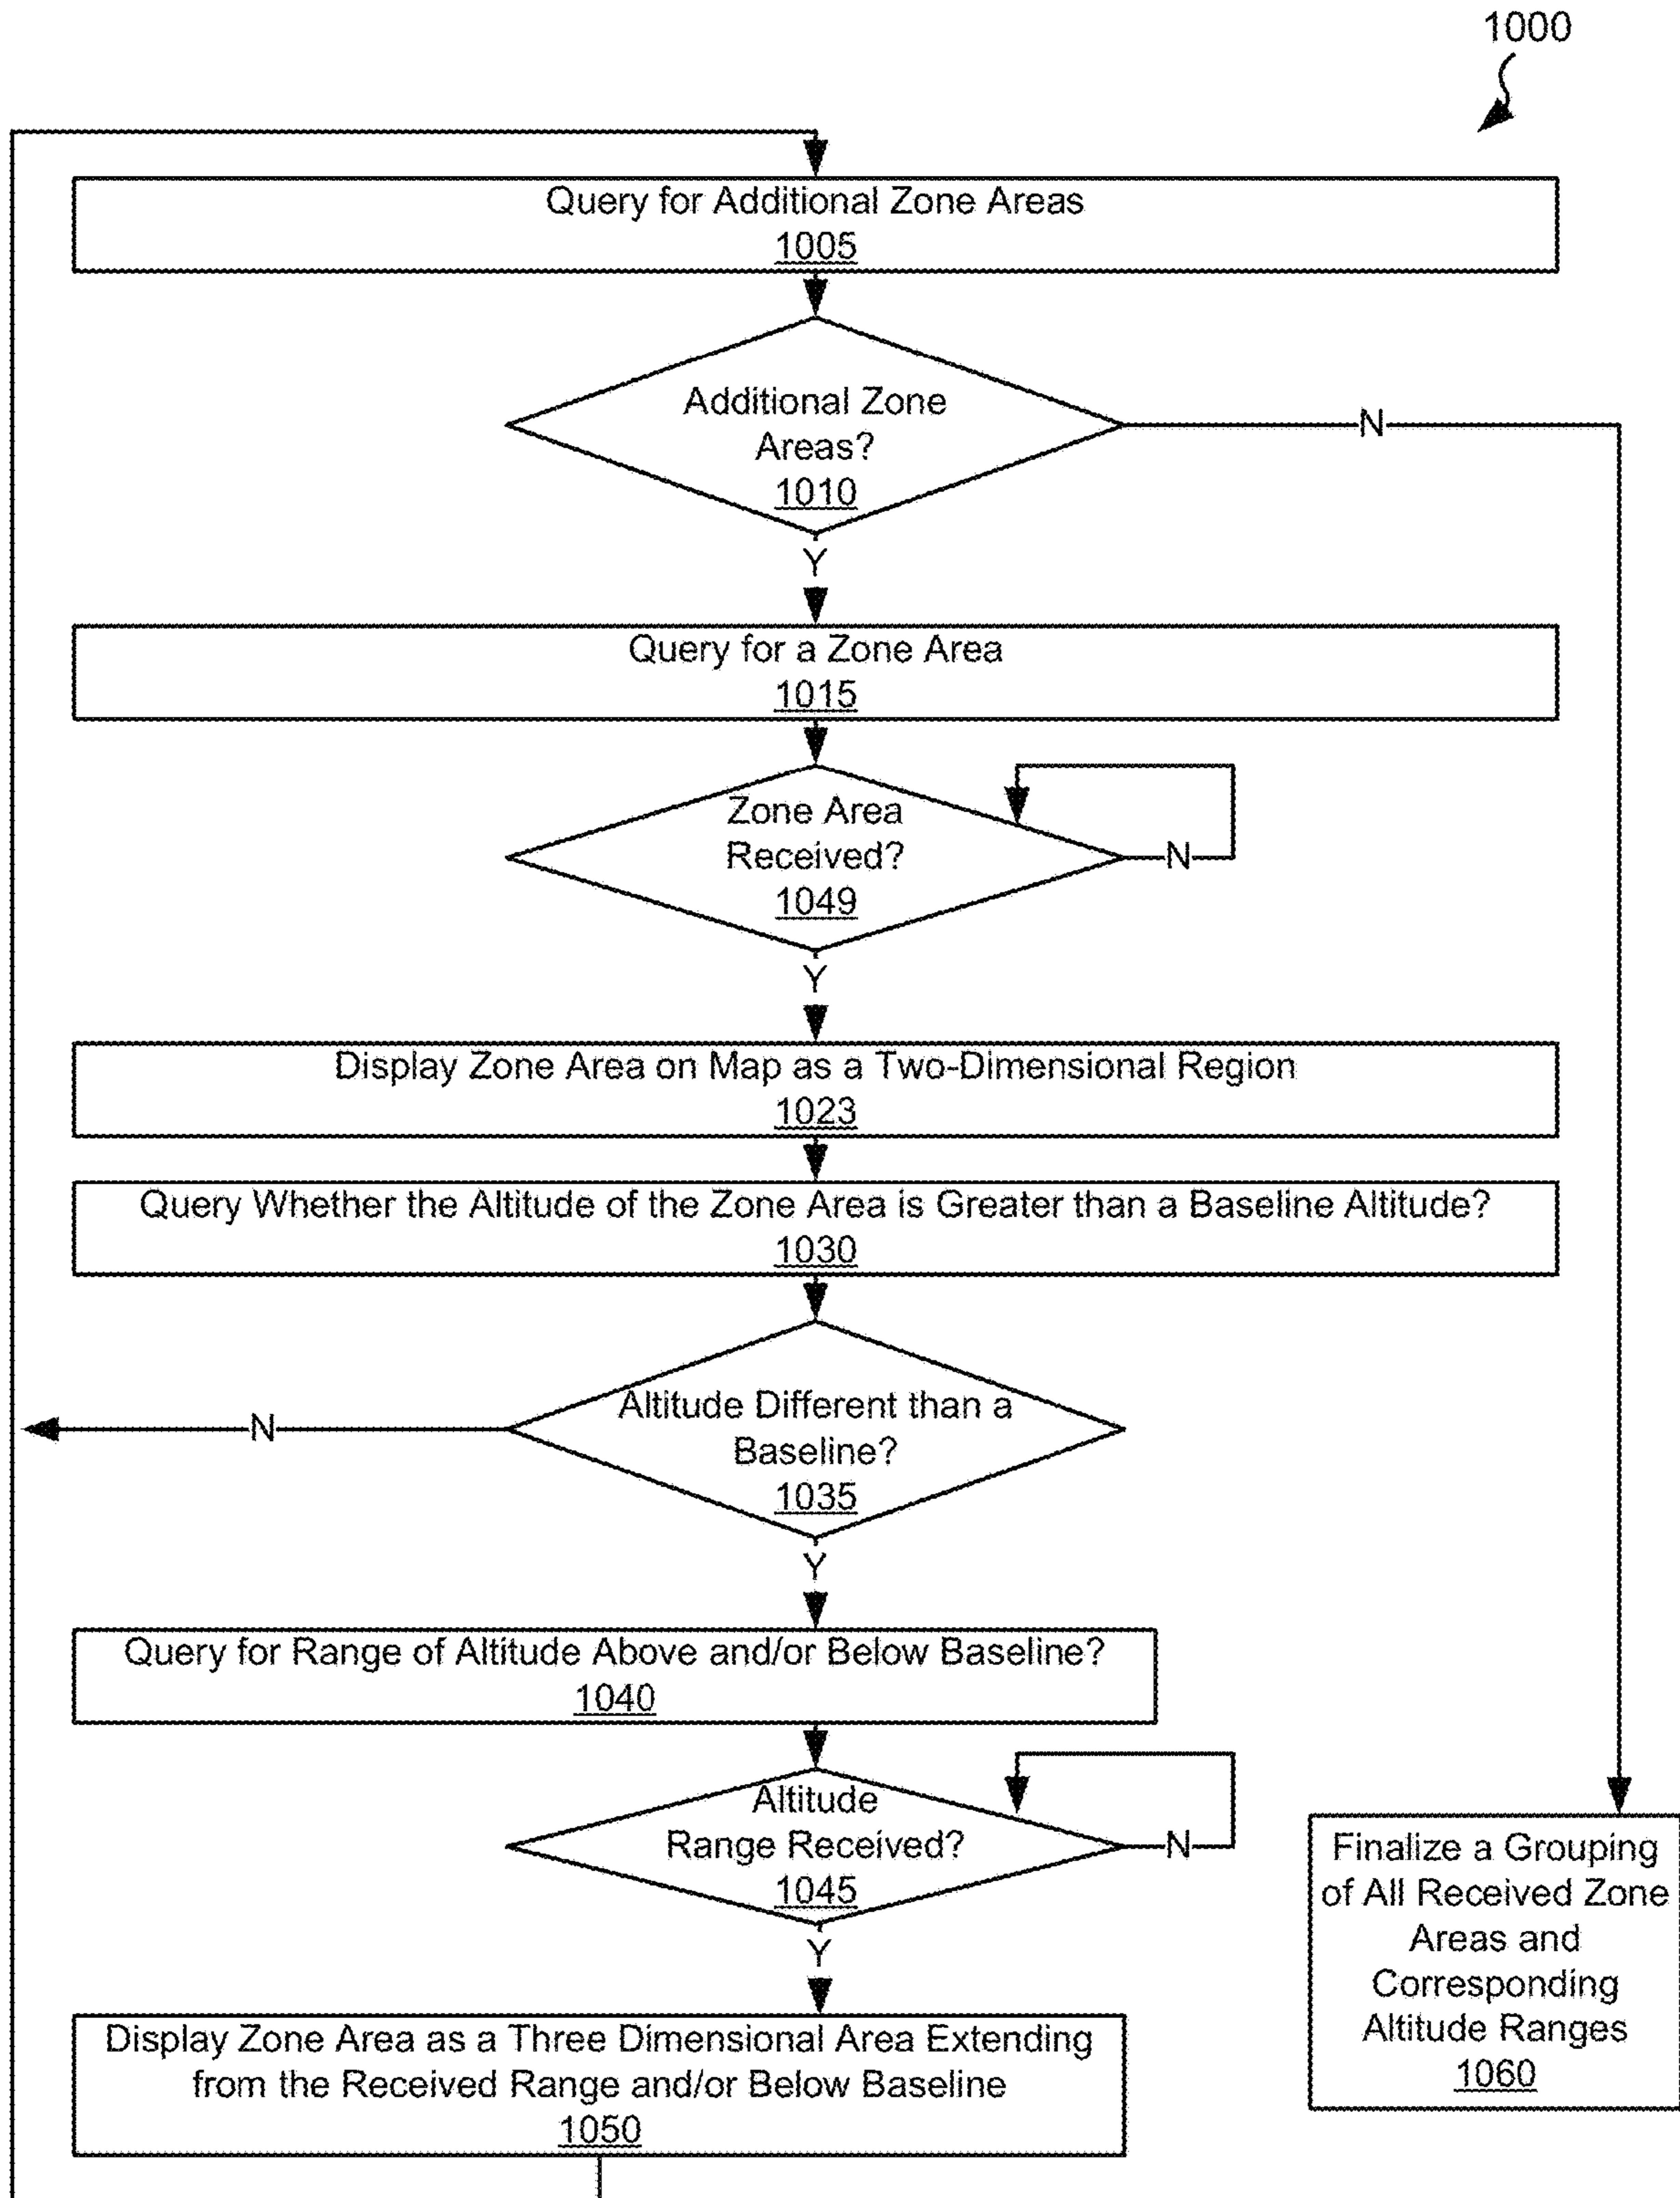 1000
Query for Additional Zone Areas
1005
Additional Zone
Areas?
1010
N
Y
Query for a Zone Area
1015
Zone Area
Received?
1049
N
Y
Display Zone Area on Map as a Two-Dimensional Region
1023
Query Whether the Altitude of the Zone Area is Greater than a Baseline Altitude?
1030
Altitude Different than a
Baseline?
1035
N
Y
Query for Range of Altitude Above and/or Below Baseline?
1040
Altitude
Range Received?
1045
N
Y
Display Zone Area as a Three Dimensional Area Extending
from the Received Range and/or Below Baseline
1050
Finalize a Grouping
of All Received Zone
Areas and
Corresponding
Altitude Ranges
1060